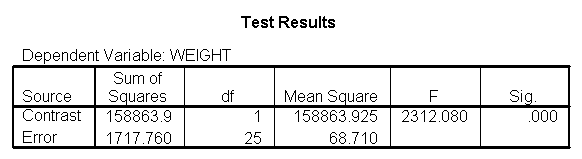 Test Results
Dependent Variable: WEIGHT
Source Sum of Squares df Mean Square F Sig.
Contrast 158863.9 1 158863.925 2312.080 .000
Error 1717.760 25 68.710